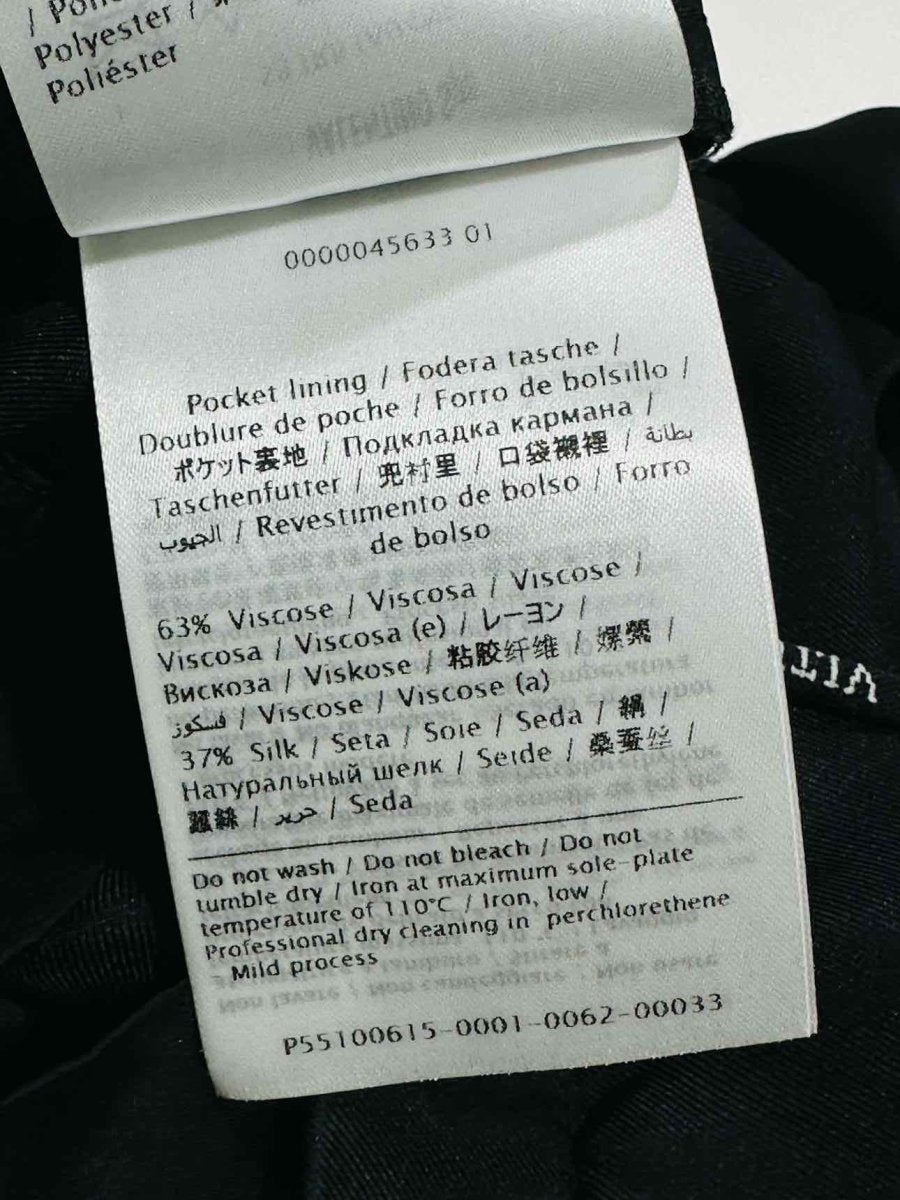 Polyester /
Poliéster
0000045633 01
Pocket lining / Fodera tasche /
Doublure de poche / Forro de bolsillo /
ポケット裏地 / Подкладка кармана /
Taschenfutter / 兜村里 / 口袋襯裡 / بطانة
الجيوب / Revestimento de bolso / Forro
de bolso
63% Viscose / Viscosa / Viscose /
Viscosa / Viscosa (e) / レーヨン /
Вискоза / Viskose / 粘胶纤维 / 嫘縈 /
فسكوز / Viscose / Viscose (a)
37% Silk / Seta / Soie / Seda / 絹 /
Натуральный шелк / Seide / 桑蚕丝 /
蠶絲 / حرير / Seda
Do not wash / Do not bleach / Do not
tumble dry / Iron at maximum sole-plate
temperature of 110°C / Iron, low /
Professional dry cleaning in perchlorethene
- Mild process
P55100615-0001-0062-00033